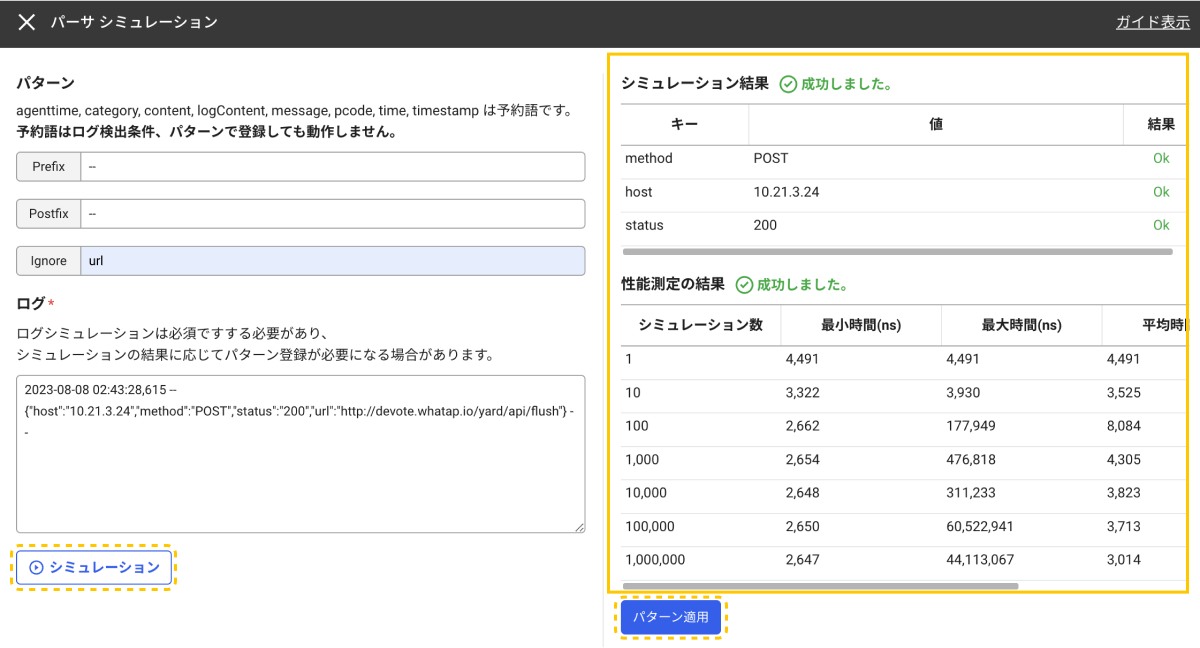 パーサ シミュレーション
ガイド表示
パターン
agenttime, category, content, logContent, message, pcode, time, timestamp は予約語です。
予約語はログ検出条件、パターンで登録しても動作しません。
Prefix --
Postfix --
Ignore url
ログ*
ログシミュレーションは必須ですする必要があり、
シミュレーションの結果に応じてパターン登録が必要になる場合があります。
2023-08-08 02:43:28,615 --
{"host":"10.21.3.24","method":"POST","status":"200","url":"http://devote.whatap.io/yard/api/flush"} -
-
シミュレーション
シミュレーション結果 成功しました。
キー 値 結果
method POST Ok
host 10.21.3.24 Ok
status 200 Ok
性能測定の結果 成功しました。
シミュレーション数 最小時間(ns) 最大時間(ns) 平均時
1 4,491 4,491 4,491
10 3,322 3,930 3,525
100 2,662 177,949 8,084
1,000 2,654 476,818 4,305
10,000 2,648 311,233 3,823
100,000 2,650 60,522,941 3,713
1,000,000 2,647 44,113,067 3,014
パターン適用